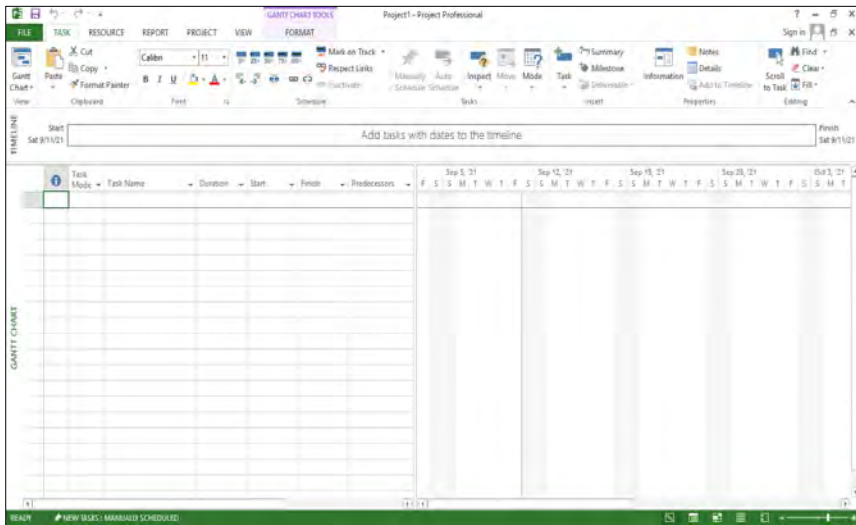 GANTT CHART TOOLS Project1 - Project Professional
FILE TASK RESOURCE REPORT PROJECT VIEW FORMAT Sign in
Gantt Chart
View
Paste
Cut
Copy
Format Painter
Clipboard
Calibri 11
B I U A
Font
Mark on Track
Respect Links
Inactivate
Schedule
Manually Schedule
Auto Schedule
Inspect
Move
Mode
Tasks
Task
Summary
Milestone
Deliverable
Insert
Information
Notes
Details
Add to Timeline
Properties
Scroll to Task
Find
Clear
Fill
Editing
TIMELINE
Start
Sat 9/11/21
Add tasks with dates to the timeline
Finish
Sat 9/11/21
GANTT CHART
Task Mode Task Name Duration Start Finish Predecessors
Sep 5, '21 Sep 12, '21 Sep 19, '21 Sep 26, '21 Oct 3, '21
F S S M T W T F S S M T W T F S S M T W T F S S M T W T F S S M T
READY NEW TASKS : MANUALLY SCHEDULED